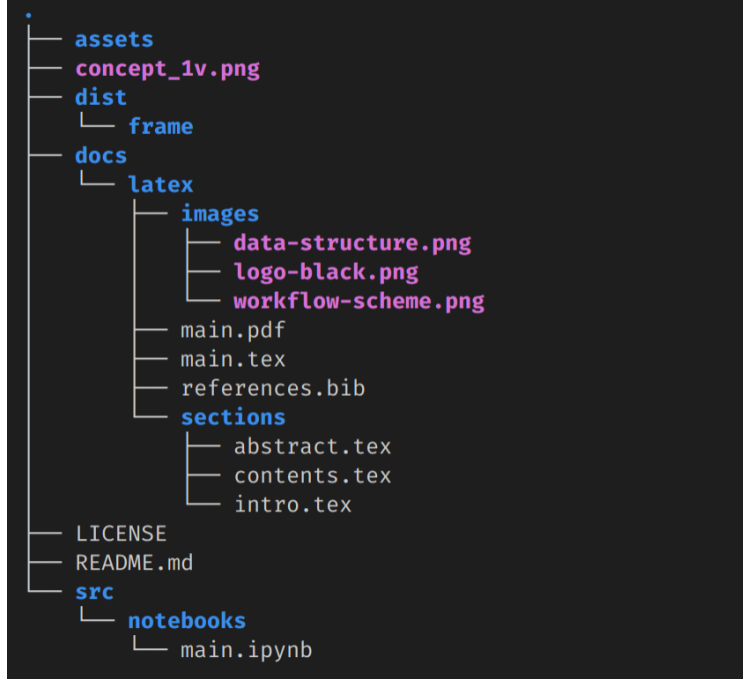 .
├── assets
├── concept_1v.png
├── dist
│   └── frame
├── docs
│   └── latex
│       ├── images
│       │   ├── data-structure.png
│       │   ├── logo-black.png
│       │   └── workflow-scheme.png
│       ├── main.pdf
│       ├── main.tex
│       ├── references.bib
│       └── sections
│           ├── abstract.tex
│           ├── contents.tex
│           └── intro.tex
├── LICENSE
├── README.md
└── src
    └── notebooks
        └── main.ipynb